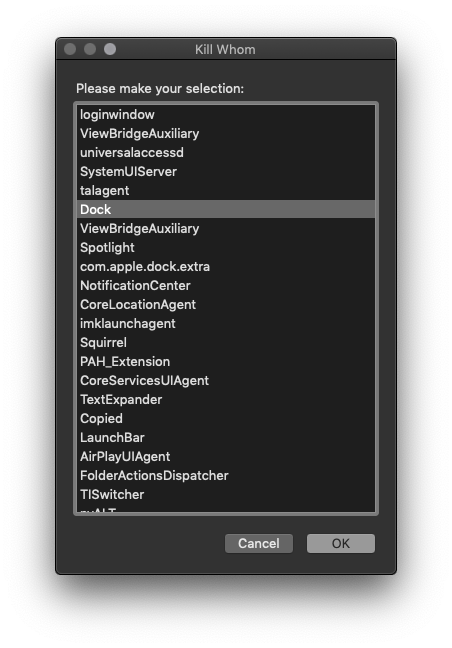 Kill Whom
Please make your selection:
loginwindow
ViewBridgeAuxiliary
universalaccessd
SystemUIServer
talagent
Dock
ViewBridgeAuxiliary
Spotlight
com.apple.dock.extra
NotificationCenter
CoreLocationAgent
imklaunchagent
Squirrel
PAH_Extension
CoreServicesUIAgent
TextExpander
Copied
LaunchBar
AirPlayUIAgent
FolderActionsDispatcher
TISwitcher
Cancel OK